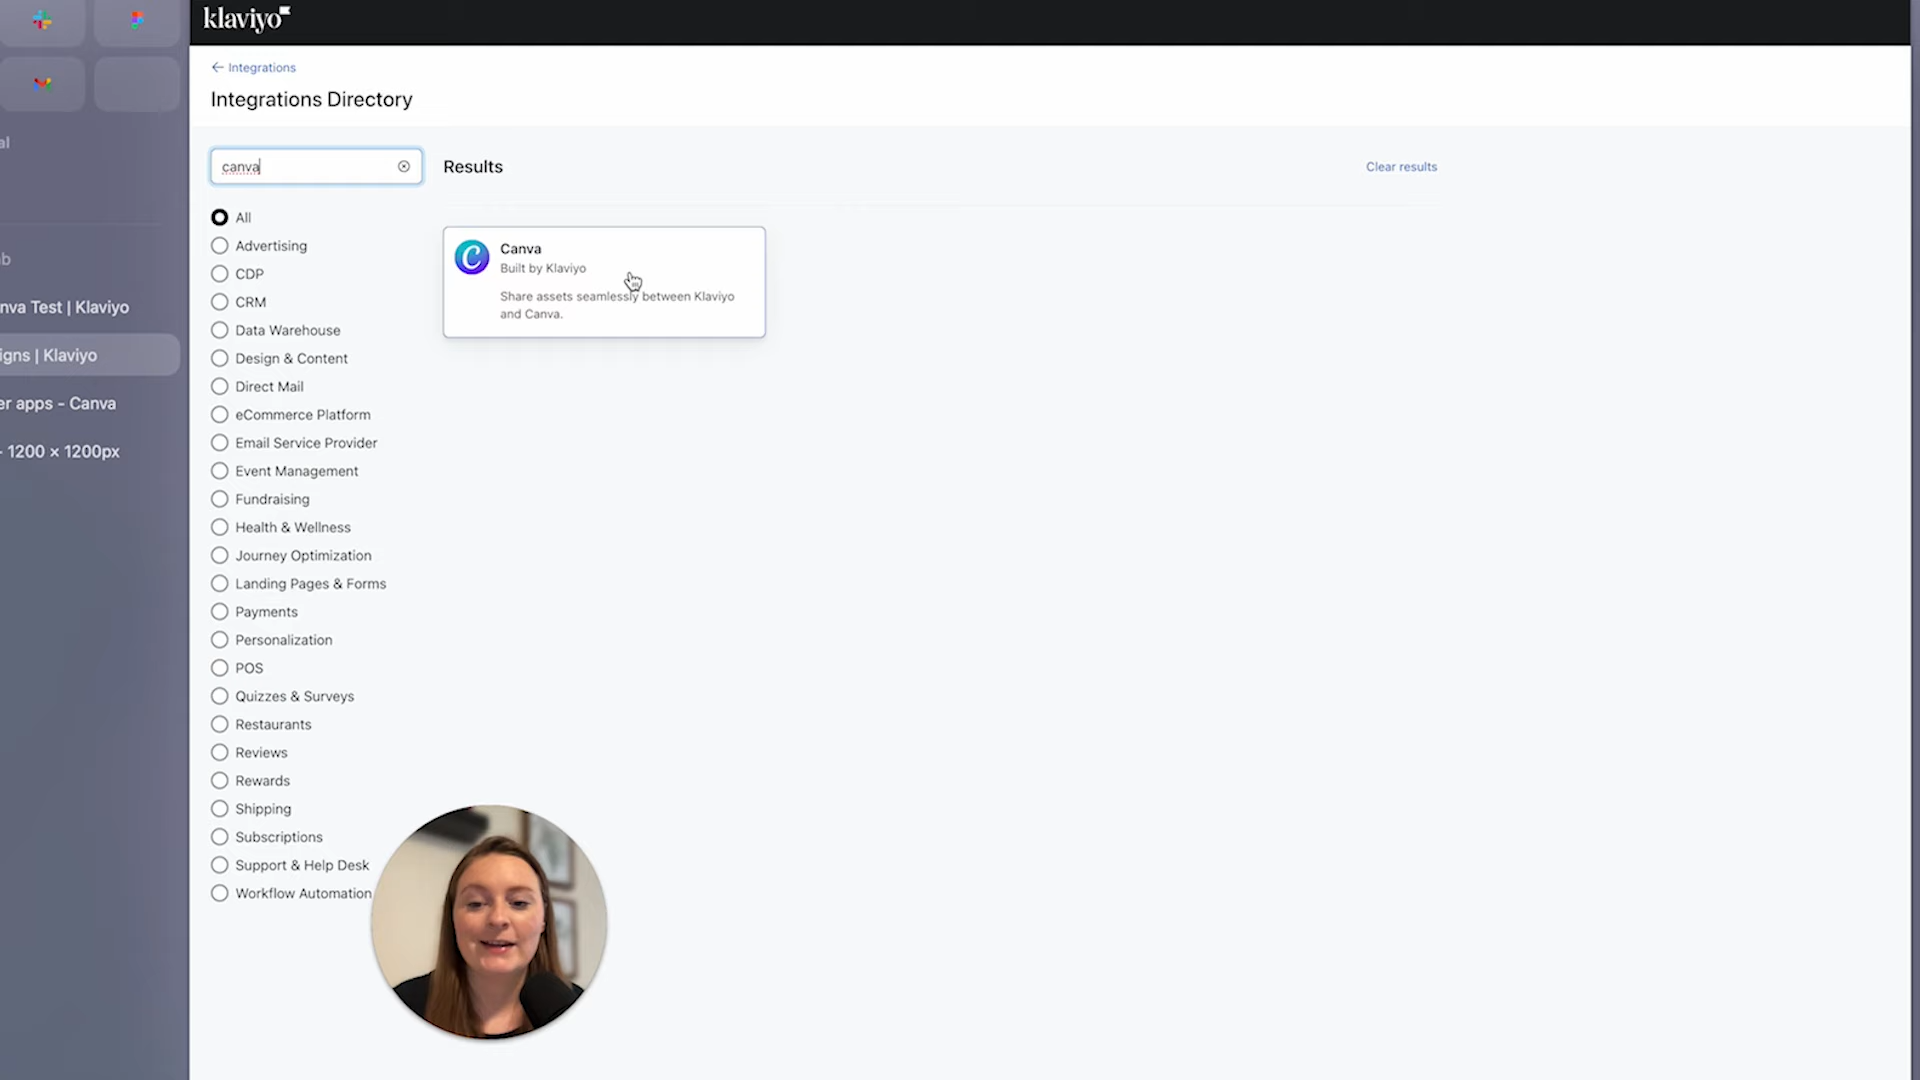 klaviyo
← Integrations
Integrations Directory
canva
Results
Clear results
Canva
Built by Klaviyo
Share assets seamlessly between Klaviyo
and Canva.
All
Advertising
CDP
CRM
Data Warehouse
Design & Content
Direct Mail
eCommerce Platform
Email Service Provider
Event Management
Fundraising
Health & Wellness
Journey Optimization
Landing Pages & Forms
Payments
Personalization
POS
Quizzes & Surveys
Restaurants
Reviews
Rewards
Shipping
Subscriptions
Support & Help Desk
Workflow Automation
al
b
nva Test | Klaviyo
igns | Klaviyo
er apps - Canva
- 1200 × 1200px